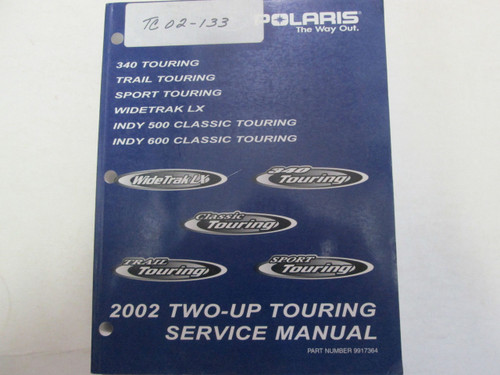 TC 02-133
POLARIS
The Way Out.
340 TOURING
TRAIL TOURING
SPORT TOURING
WIDETRAK LX
INDY 500 CLASSIC TOURING
INDY 600 CLASSIC TOURING
WideTrak LX
340
Touring
Classic
Touring
TRAIL
Touring
SPORT
Touring
2002 TWO-UP TOURING
SERVICE MANUAL
PART NUMBER 9917364